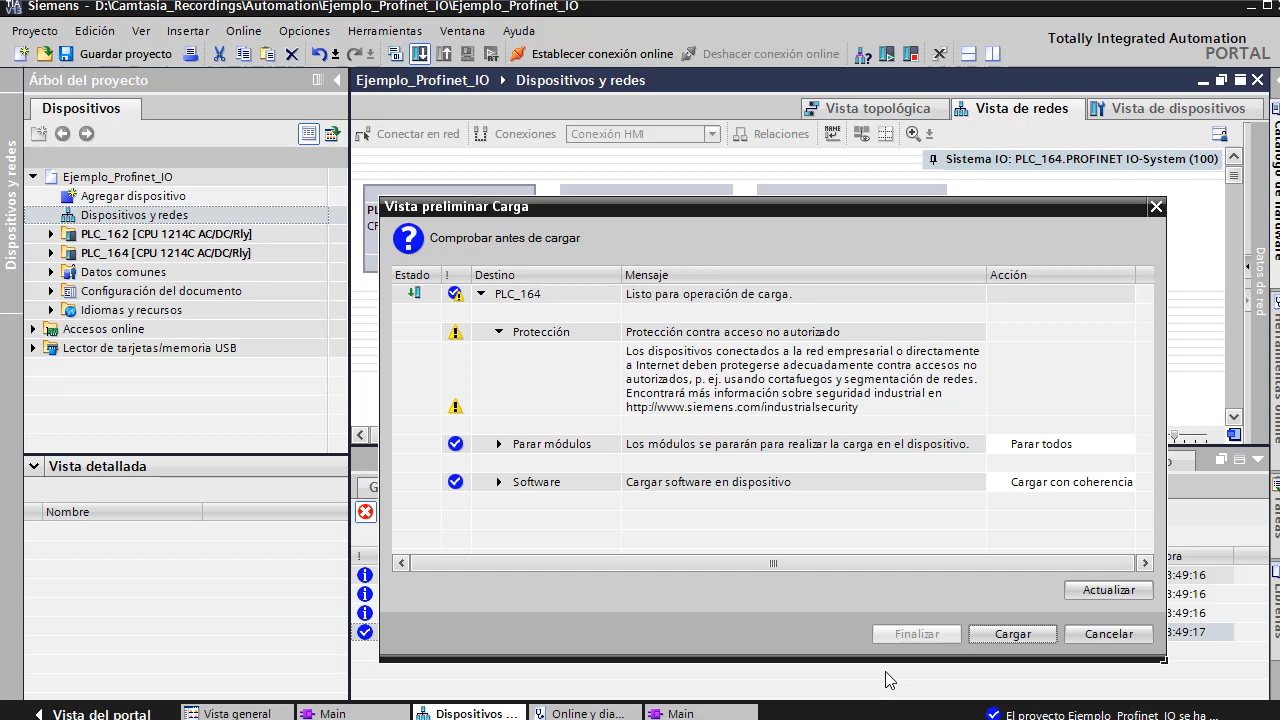 TIA
V13
Siemens - D:\Camtasia_Recordings\Automation\Ejemplo_Profinet_IO\Ejemplo_Profinet_IO
Proyecto Edición Ver Insertar Online Opciones Herramientas Ventana Ayuda
Totally Integrated Automation
PORTAL
Guardar proyecto
Establecer conexión online
Deshacer conexión online
Árbol del proyecto
Ejemplo_Profinet_IO Dispositivos y redes
Dispositivos
Vista topológica Vista de redes Vista de dispositivos
Conectar en red Conexiones Conexión HMI Relaciones
Sistema IO: PLC_164.PROFINET IO-System (100)
Dispositivos y redes
Ejemplo_Profinet_IO
Agregar dispositivo
Dispositivos y redes
PLC_162 [CPU 1214C AC/DC/Rly]
PLC_164 [CPU 1214C AC/DC/Rly]
Datos comunes
Configuración del documento
Idiomas y recursos
Accesos online
Lector de tarjetas/memoria USB
Vista detallada
Nombre
Vista preliminar Carga
Comprobar antes de cargar
Estado ! Destino Mensaje Acción
PLC_164 Listo para operación de carga.
Protección Protección contra acceso no autorizado
Los dispositivos conectados a la red empresarial o directamente
a Internet deben protegerse adecuadamente contra accesos no
autorizados, p. ej. usando cortafuegos y segmentación de redes.
Encontrará más información sobre seguridad industrial en
http://www.siemens.com/industrialsecurity
Parar módulos Los módulos se pararán para realizar la carga en el dispositivo. Parar todos
Software Cargar software en dispositivo Cargar con coherencia
Actualizar
Finalizar Cargar Cancelar
Datos de red
!
ora
:49:16
:49:16
:49:16
:49:17
Vista del portal Vista general Main Dispositivos ... Online y dia... Main
El proyecto Ejemplo_Profinet_IO se ha ...